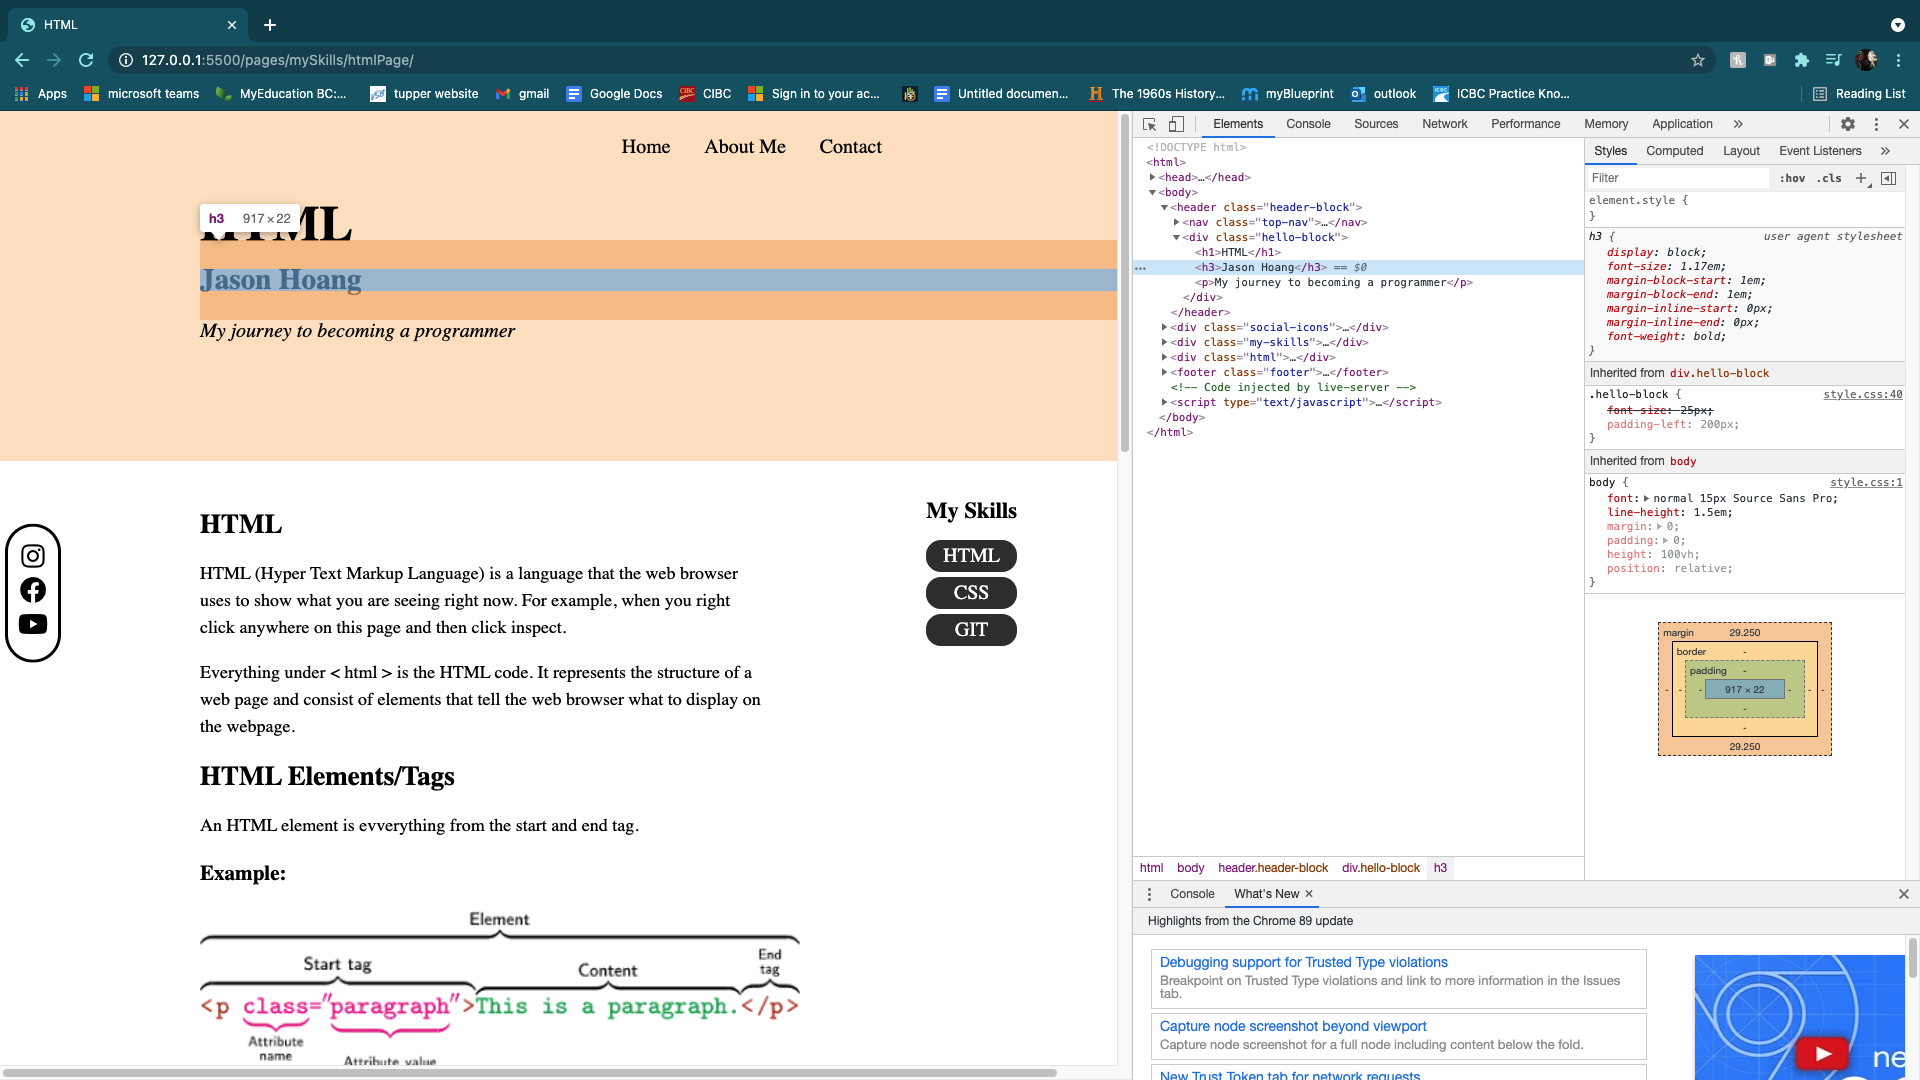 HTML
127.0.0.1:5500/pages/mySkills/htmlPage/
Apps microsoft teams MyEducation BC:... tupper website gmail Google Docs CIBC Sign in to your ac... Untitled documen... The 1960s History... myBlueprint outlook ICBC Practice Kno... Reading List
Home About Me Contact
h3 917 × 22
HTML
Jason Hoang
My journey to becoming a programmer
HTML
HTML (Hyper Text Markup Language) is a language that the web browser
uses to show what you are seeing right now. For example, when you right
click anywhere on this page and then click inspect.
Everything under < html > is the HTML code. It represents the structure of a
web page and consist of elements that tell the web browser what to display on
the webpage.
HTML Elements/Tags
An HTML element is evverything from the start and end tag.
Example:
Element
Start tag
Content
End
tag
<p class="paragraph">This is a paragraph.</p>
Attribute
name
Attribute value
My Skills
HTML
CSS
GIT
Elements Console Sources Network Performance Memory Application »
<!DOCTYPE html>
<html>
<head>…</head>
<body>
<header class="header-block">
<nav class="top-nav">…</nav>
<div class="hello-block">
<h1>HTML</h1>
… <h3>Jason Hoang</h3> == $0
<p>My journey to becoming a programmer</p>
</div>
</header>
<div class="social-icons">…</div>
<div class="my-skills">…</div>
<div class="html">…</div>
<footer class="footer">…</footer>
<!-- Code injected by live-server -->
<script type="text/javascript">…</script>
</body>
</html>
html body header.header-block div.hello-block h3
Styles Computed Layout Event Listeners »
Filter :hov .cls +
element.style {
}
h3 { user agent stylesheet
display: block;
font-size: 1.17em;
margin-block-start: 1em;
margin-block-end: 1em;
margin-inline-start: 0px;
margin-inline-end: 0px;
font-weight: bold;
}
Inherited from div.hello-block
.hello-block { style.css:40
font-size: 25px;
padding-left: 200px;
}
Inherited from body
body { style.css:1
font: normal 15px Source Sans Pro;
line-height: 1.5em;
margin: 0;
padding: 0;
height: 100vh;
position: relative;
}
margin 29.250
border -
padding -
- - - 917 × 22 - - -
-
-
29.250
Console What's New
Highlights from the Chrome 89 update
Debugging support for Trusted Type violations
Breakpoint on Trusted Type violations and link to more information in the Issues
tab.
Capture node screenshot beyond viewport
Capture node screenshot for a full node including content below the fold.
New Trust Token tab for network requests
ne